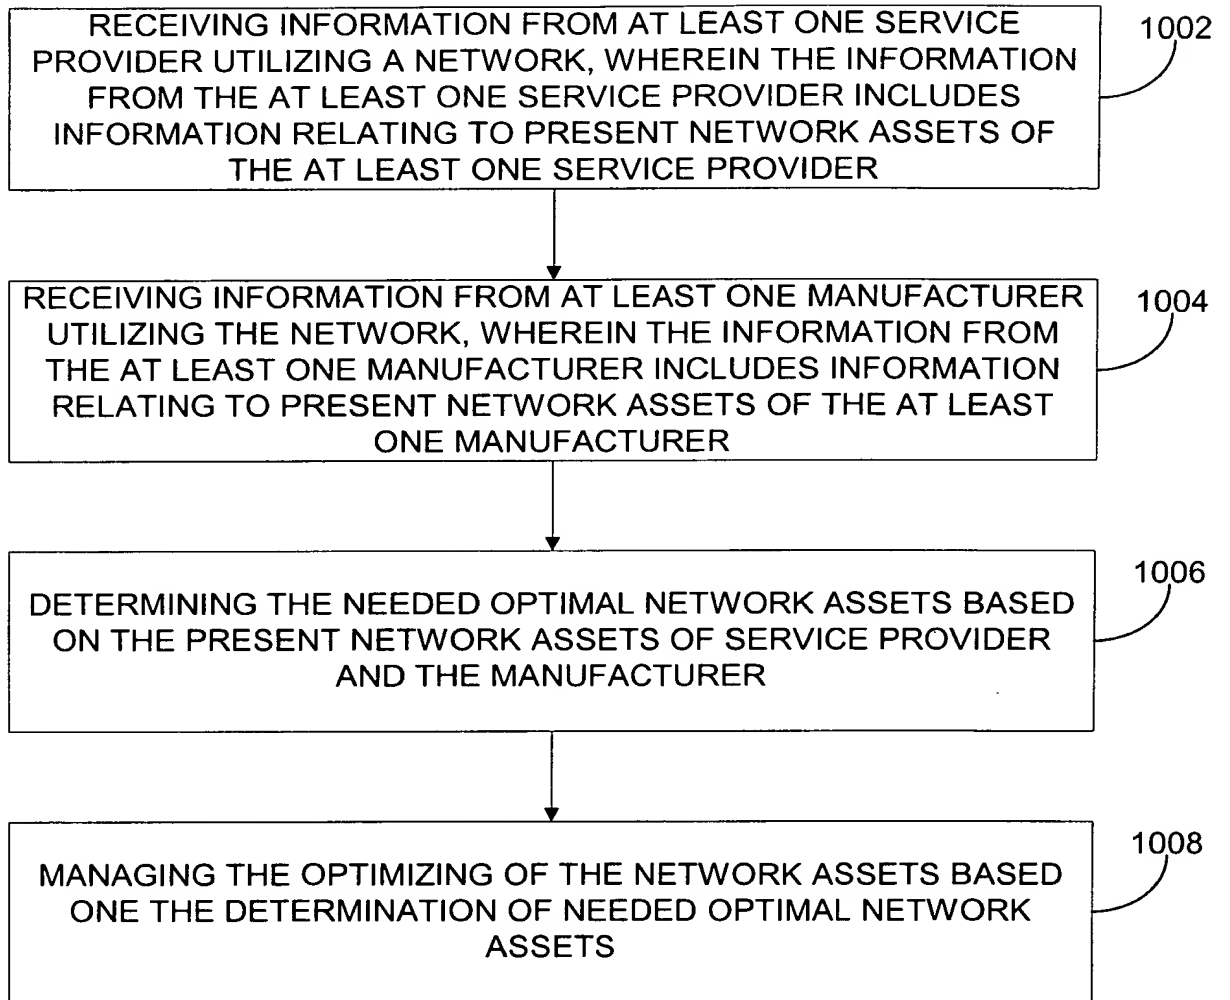 RECEIVING INFORMATION FROM AT LEAST ONE SERVICE
PROVIDER UTILIZING A NETWORK, WHEREIN THE INFORMATION
FROM THE AT LEAST ONE SERVICE PROVIDER INCLUDES
INFORMATION RELATING TO PRESENT NETWORK ASSETS OF
THE AT LEAST ONE SERVICE PROVIDER
1002
RECEIVING INFORMATION FROM AT LEAST ONE MANUFACTURER
UTILIZING THE NETWORK, WHEREIN THE INFORMATION FROM
THE AT LEAST ONE MANUFACTURER INCLUDES INFORMATION
RELATING TO PRESENT NETWORK ASSETS OF THE AT LEAST
ONE MANUFACTURER
1004
DETERMINING THE NEEDED OPTIMAL NETWORK ASSETS BASED
ON THE PRESENT NETWORK ASSETS OF SERVICE PROVIDER
AND THE MANUFACTURER
1006
MANAGING THE OPTIMIZING OF THE NETWORK ASSETS BASED
ONE THE DETERMINATION OF NEEDED OPTIMAL NETWORK
ASSETS
1008